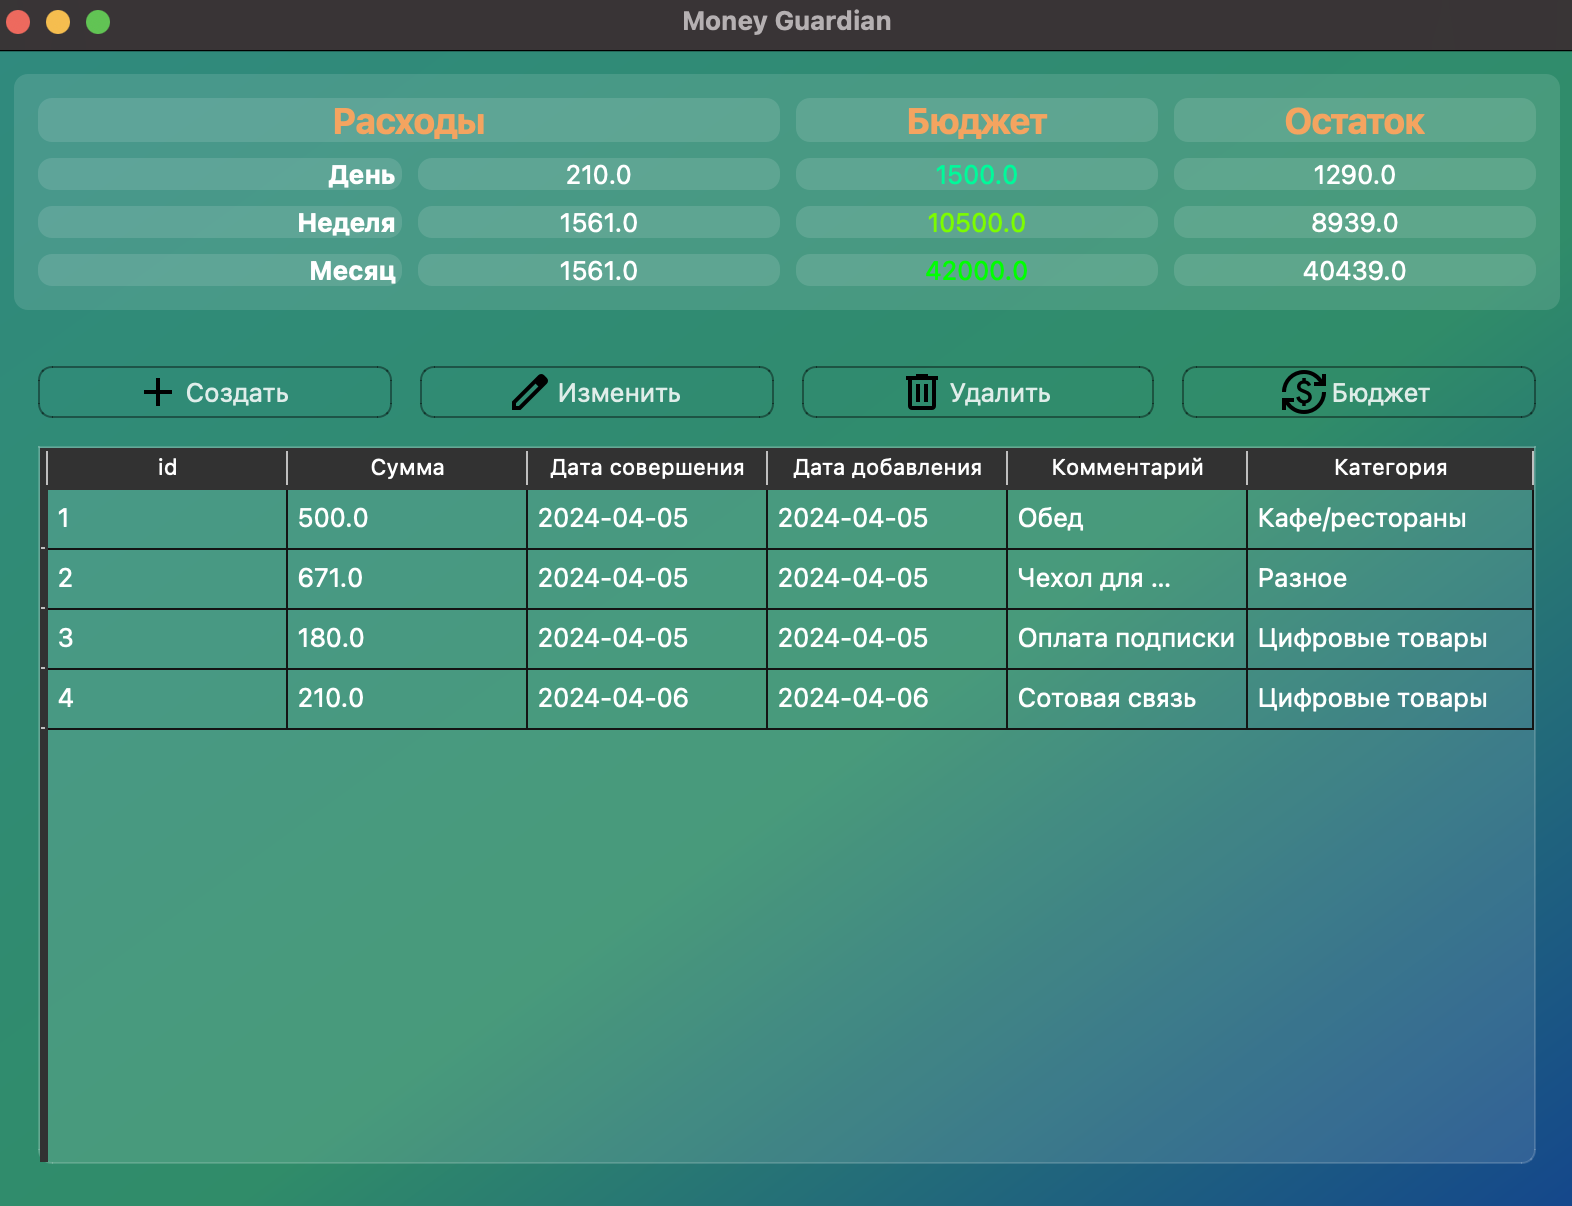 Money Guardian
Расходы Бюджет Остаток
День 210.0 1500.0 1290.0
Неделя 1561.0 10500.0 8939.0
Месяц 1561.0 42000.0 40439.0
Создать Изменить Удалить Бюджет
id Сумма Дата совершения Дата добавления Комментарий Категория
1 500.0 2024-04-05 2024-04-05 Обед Кафе/рестораны
2 671.0 2024-04-05 2024-04-05 Чехол для ... Разное
3 180.0 2024-04-05 2024-04-05 Оплата подписки Цифровые товары
4 210.0 2024-04-06 2024-04-06 Сотовая связь Цифровые товары